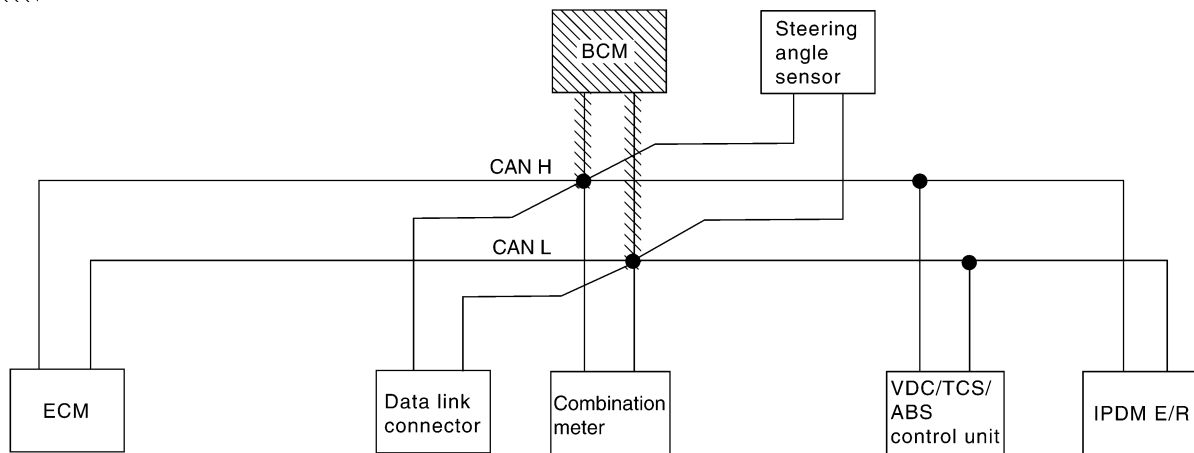 BCM
Steering
angle
sensor
CAN H
CAN L
ECM
Data link
connector
Combination
meter
VDC/TCS/
ABS
control unit
IPDM E/R